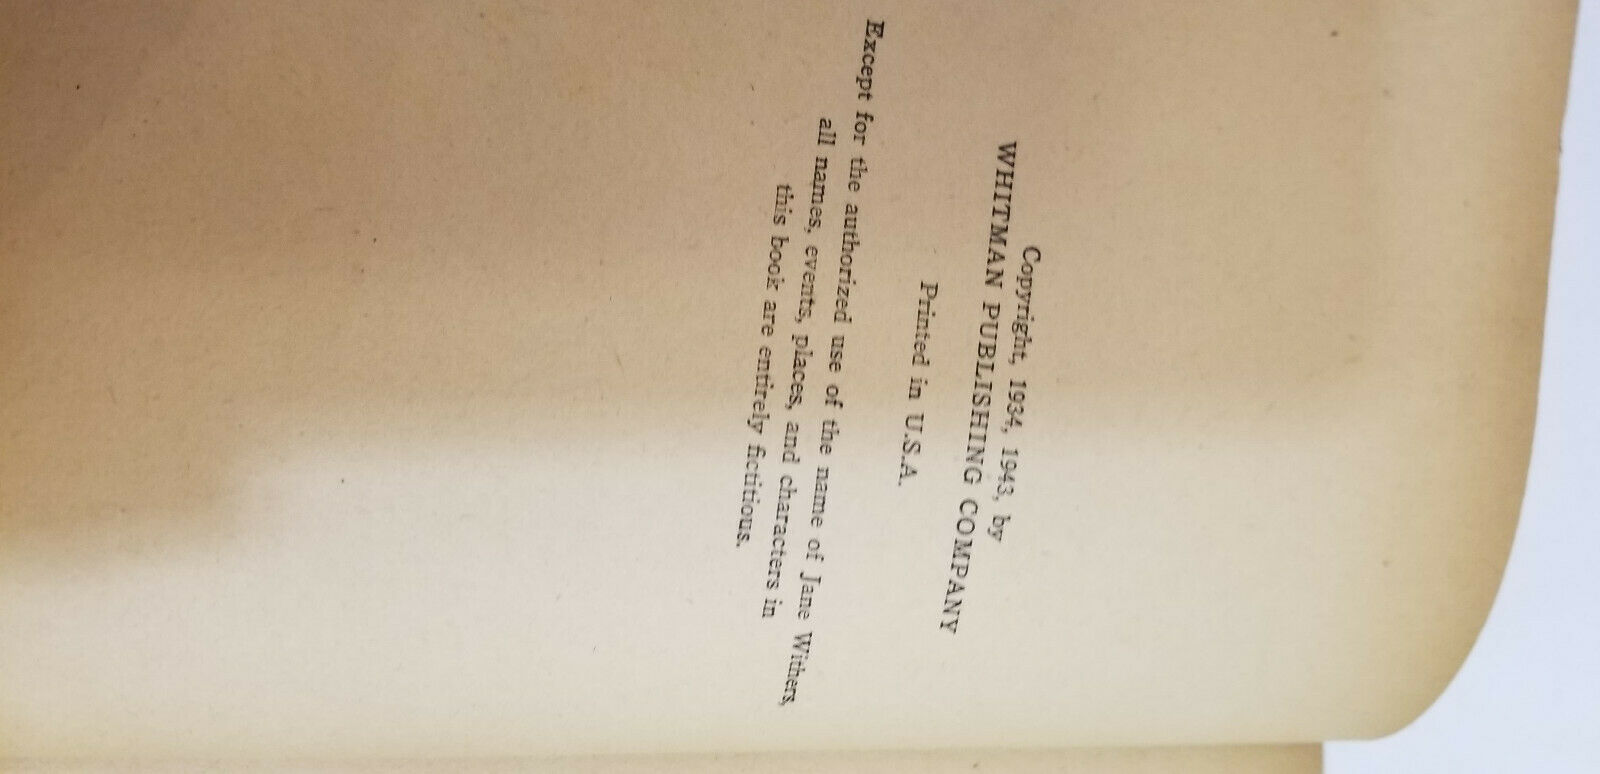 Copyright, 1934, 1943, by
WHITMAN PUBLISHING COMPANY
Printed in U.S.A.
Except for the authorized use of the name of Jane Withers,
all names, events, places, and characters in
this book are entirely fictitious.